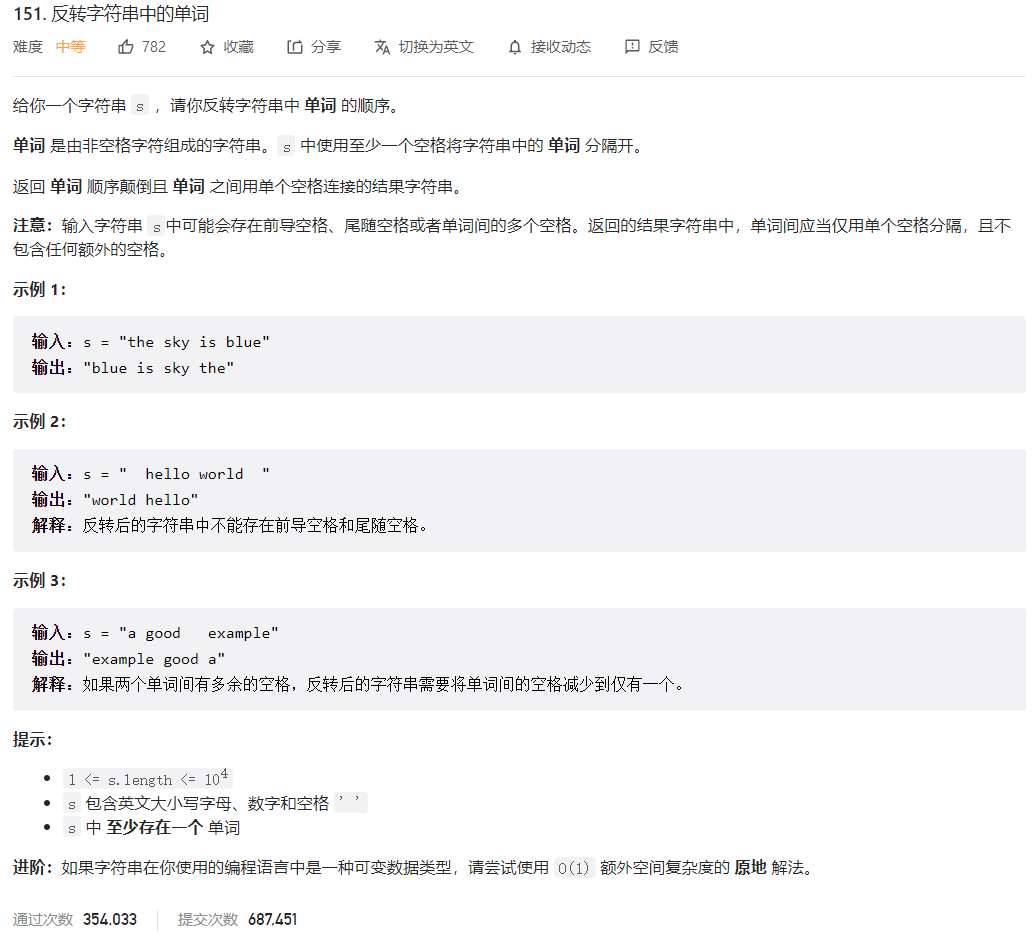 151. 反转字符串中的单词
难度 中等 782 收藏 分享 切换为英文 接收动态 反馈
给你一个字符串 s ，请你反转字符串中 单词 的顺序。
单词 是由非空格字符组成的字符串。s 中使用至少一个空格将字符串中的 单词 分隔开。
返回 单词 顺序颠倒且 单词 之间用单个空格连接的结果字符串。
注意：输入字符串 s中可能会存在前导空格、尾随空格或者单词间的多个空格。返回的结果字符串中，单词间应当仅用单个空格分隔，且不
包含任何额外的空格。
示例 1：
输入：s = "the sky is blue"
输出："blue is sky the"
示例 2：
输入：s = "  hello world  "
输出："world hello"
解释：反转后的字符串中不能存在前导空格和尾随空格。
示例 3：
输入：s = "a good   example"
输出："example good a"
解释：如果两个单词间有多余的空格，反转后的字符串需要将单词间的空格减少到仅有一个。
提示：
• 1 <= s.length <= 10⁴
• s 包含英文大小写字母、数字和空格 ' '
• s 中 至少存在一个 单词
进阶：如果字符串在你使用的编程语言中是一种可变数据类型，请尝试使用 O(1) 额外空间复杂度的 原地 解法。
通过次数 354,033 提交次数 687,451